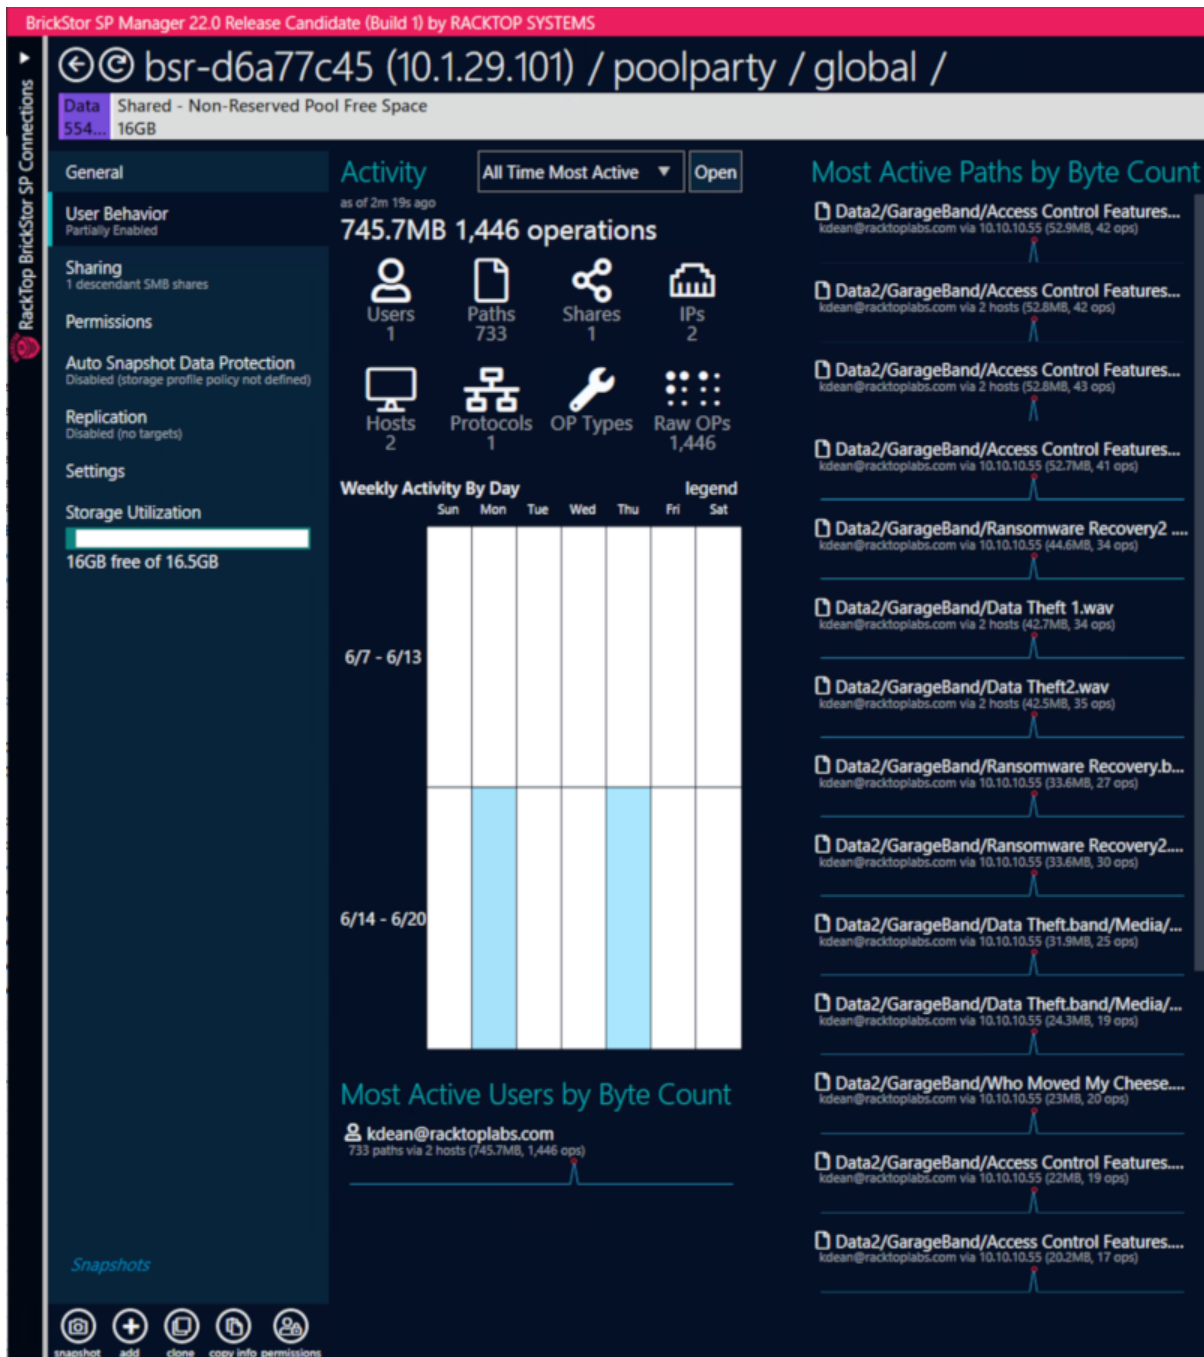 BrickStor SP Manager 22.0 Release Candidate (Build 1) by RACKTOP SYSTEMS
RackTop BrickStor SP Connections
bsr-d6a77c45 (10.1.29.101) / poolparty / global /
Data
554...
Shared - Non-Reserved Pool Free Space
16GB
General
User Behavior
Partially Enabled
Sharing
1 descendant SMB shares
Permissions
Auto Snapshot Data Protection
Disabled (storage profile policy not defined)
Replication
Disabled (no targets)
Settings
Storage Utilization
16GB free of 16.5GB
Snapshots
snapshot add clone copy info permissions
Activity
All Time Most Active
Open
as of 2m 19s ago
745.7MB 1,446 operations
Users Paths Shares IPs
1 733 1 2
Hosts Protocols OP Types Raw OPs
2 1 1,446
Weekly Activity By Day legend
Sun Mon Tue Wed Thu Fri Sat
6/7 - 6/13
6/14 - 6/20
Most Active Users by Byte Count
kdean@racktoplabs.com
733 paths via 2 hosts (745.7MB, 1,446 ops)
Most Active Paths by Byte Count
Data2/GarageBand/Access Control Features...
kdean@racktoplabs.com via 10.10.10.55 (52.9MB, 42 ops)
Data2/GarageBand/Access Control Features...
kdean@racktoplabs.com via 2 hosts (52.8MB, 42 ops)
Data2/GarageBand/Access Control Features...
kdean@racktoplabs.com via 2 hosts (52.8MB, 43 ops)
Data2/GarageBand/Access Control Features...
kdean@racktoplabs.com via 10.10.10.55 (52.7MB, 41 ops)
Data2/GarageBand/Ransomware Recovery2 ....
kdean@racktoplabs.com via 10.10.10.55 (44.6MB, 34 ops)
Data2/GarageBand/Data Theft 1.wav
kdean@racktoplabs.com via 2 hosts (42.7MB, 34 ops)
Data2/GarageBand/Data Theft2.wav
kdean@racktoplabs.com via 2 hosts (42.5MB, 35 ops)
Data2/GarageBand/Ransomware Recovery.b...
kdean@racktoplabs.com via 10.10.10.55 (33.6MB, 27 ops)
Data2/GarageBand/Ransomware Recovery2....
kdean@racktoplabs.com via 10.10.10.55 (33.6MB, 30 ops)
Data2/GarageBand/Data Theft.band/Media/...
kdean@racktoplabs.com via 10.10.10.55 (31.9MB, 25 ops)
Data2/GarageBand/Data Theft.band/Media/...
kdean@racktoplabs.com via 10.10.10.55 (24.3MB, 19 ops)
Data2/GarageBand/Who Moved My Cheese....
kdean@racktoplabs.com via 10.10.10.55 (23MB, 20 ops)
Data2/GarageBand/Access Control Features....
kdean@racktoplabs.com via 10.10.10.55 (22MB, 19 ops)
Data2/GarageBand/Access Control Features....
kdean@racktoplabs.com via 10.10.10.55 (20.2MB, 17 ops)